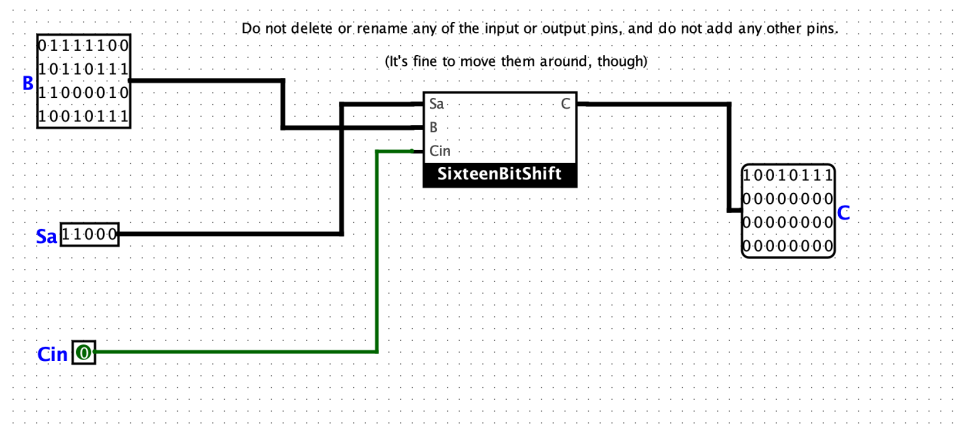 Do not delete or rename any of the input or output pins, and do not add any other pins.
(It's fine to move them around, though)
B
01111100
10110111
11000010
10010111
Sa
B
Cin
C
SixteenBitShift
10010111
00000000
00000000
00000000
C
Sa 11000
Cin 0